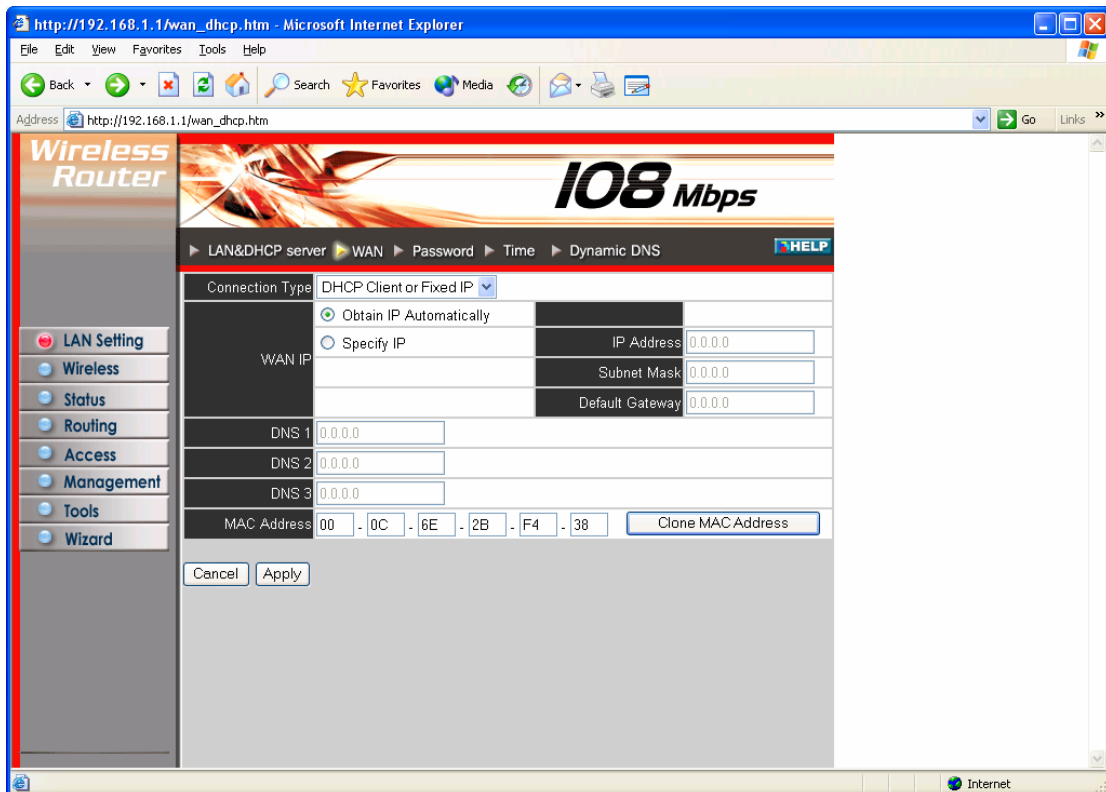 http://192.168.1.1/wan_dhcp.htm - Microsoft Internet Explorer
File Edit View Favorites Tools Help
Back Search Favorites Media
Address http://192.168.1.1/wan_dhcp.htm Go Links »
Wireless
Router
108 Mbps
LAN&DHCP server WAN Password Time Dynamic DNS HELP
Connection Type DHCP Client or Fixed IP
WAN IP
Obtain IP Automatically
Specify IP IP Address 0.0.0.0
Subnet Mask 0.0.0.0
Default Gateway 0.0.0.0
DNS 1 0.0.0.0
DNS 2 0.0.0.0
DNS 3 0.0.0.0
MAC Address 00 - 0C - 6E - 2B - F4 - 38 Clone MAC Address
Cancel Apply
LAN Setting
Wireless
Status
Routing
Access
Management
Tools
Wizard
Internet